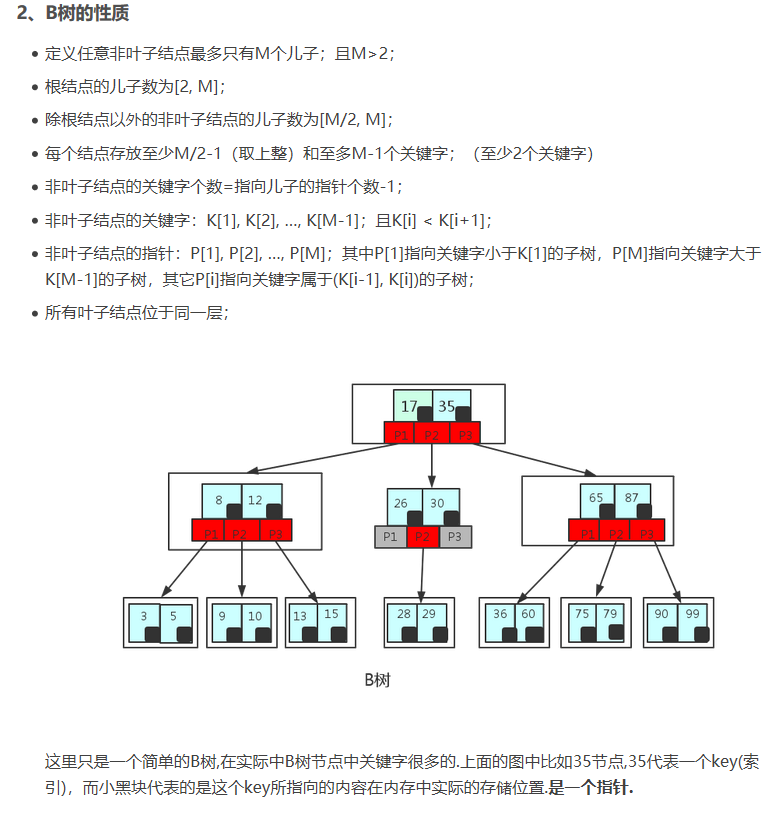 2、B树的性质
定义任意非叶子结点最多只有M个儿子；且M>2；
根结点的儿子数为[2, M]；
除根结点以外的非叶子结点的儿子数为[M/2, M]；
每个结点存放至少M/2-1（取上整）和至多M-1个关键字；（至少2个关键字）
非叶子结点的关键字个数=指向儿子的指针个数-1；
非叶子结点的关键字：K[1], K[2], …, K[M-1]；且K[i] < K[i+1]；
非叶子结点的指针：P[1], P[2], …, P[M]；其中P[1]指向关键字小于K[1]的子树，P[M]指向关键字大于
K[M-1]的子树，其它P[i]指向关键字属于(K[i-1], K[i])的子树；
所有叶子结点位于同一层；
17 35
P1 P2 P3
8 12 26 30 65 87
P1 P2 P3 P1 P2 P3 P1 P2 P3
3 5 9 10 13 15 28 29 36 60 75 79 90 99
B树
这里只是一个简单的B树,在实际中B树节点中关键字很多的.上面的图中比如35节点,35代表一个key(索
引)，而小黑块代表的是这个key所指向的内容在内存中实际的存储位置.是一个指针.